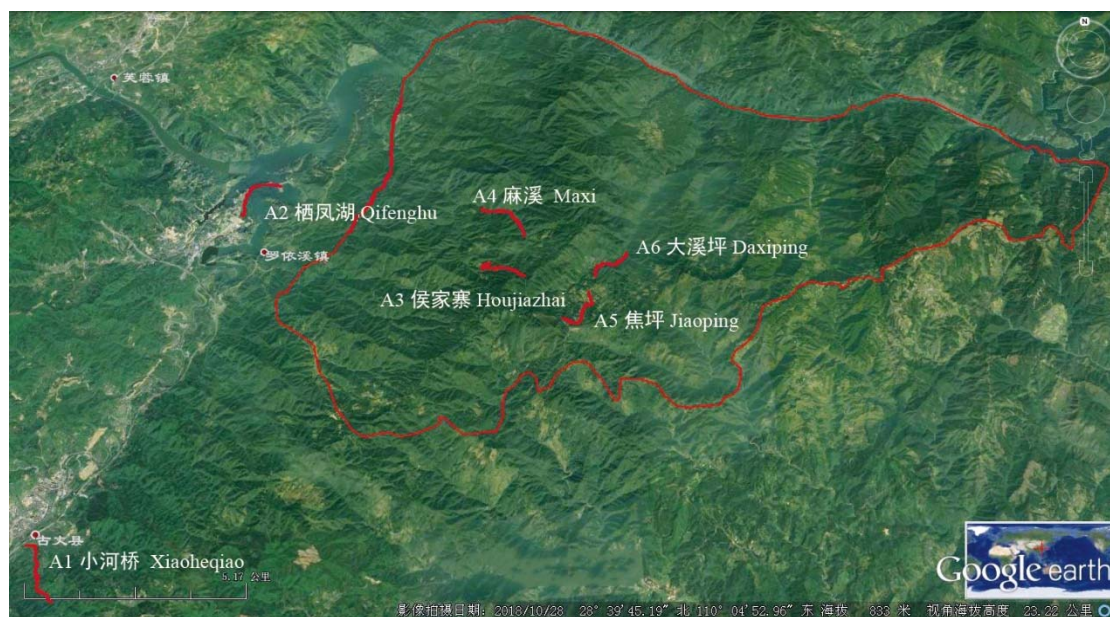 N
芙蓉镇
A2 栖凤湖 Qifenghu
罗依溪镇
A4 麻溪 Maxi
A6 大溪坪 Daxiping
A3 侯家寨 Houjiazhai
A5 焦坪 Jiaoping
古丈县
A1 小河桥 Xiaoheqiao
5.17 公里
Google earth
影像拍摄日期: 2018/10/28 28° 39'45.19" 北 110° 04'52.96" 东 海拔 833 米 视角海拔高度 23.22 公里